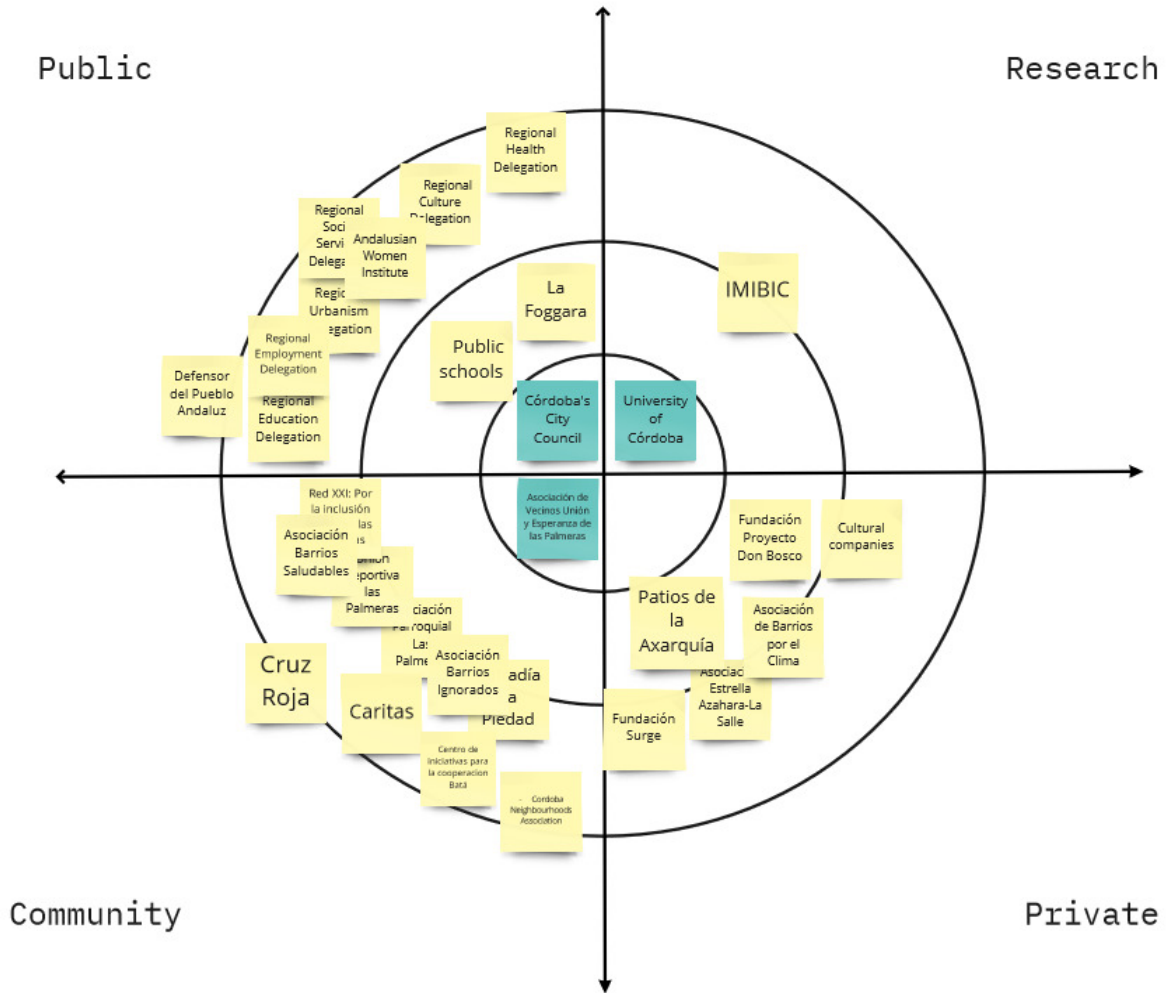 Public
Research
Regional
Health
Delegation
Regional
Culture
Delegation
Regional
Andalusian
Women
Institute
Urbanism
La
Foggara
IMIBIC
Public
schools
Regional
Employment
Delegation
Defensor
del Pueblo
Andaluz
Regional
Education
Delegation
Córdoba's
City
Council
University
of
Córdoba
Red XXI: Por
la inclusión
Asociación
Barrios
Saludables
Asociación de
Vecinos Unión
y Esperanza de
las Palmeras
las
Palmeras
Fundación
Proyecto
Don Bosco
Cultural
companies
Patios de
la
Axarquía
Asociación
de Barrios
por el
Clima
Asociación
Barrios
Ignorados
Piedad
Cruz
Roja
Caritas
Estrella
Azahara-La
Salle
Fundación
Surge
Centro de
iniciativas para
la cooperacion
Batá
- Cordoba
Neighbourhoods
Association
Community
Private